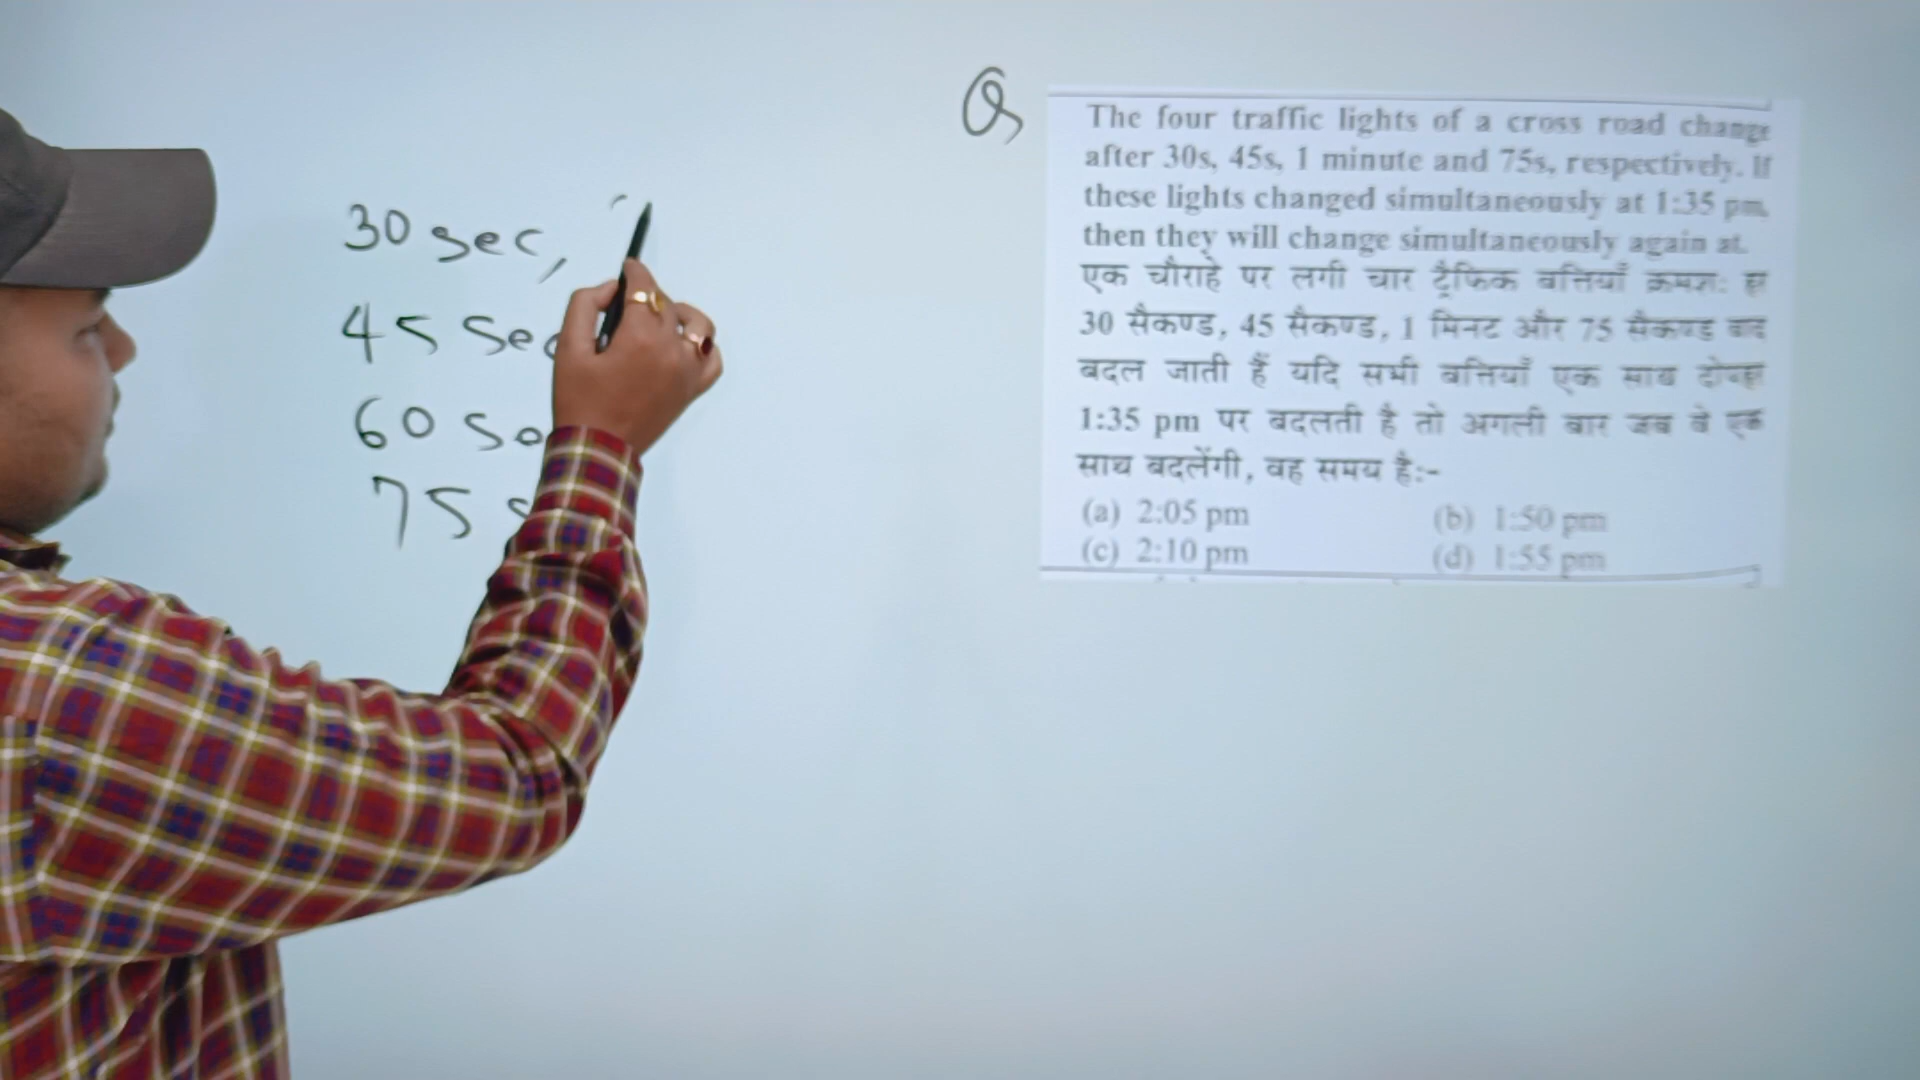 Q
The four traffic lights of a cross road change
after 30s, 45s, 1 minute and 75s, respectively. If
these lights changed simultaneously at 1:35 pm,
then they will change simultaneously again at.
एक चौराहे पर लगी चार ट्रैफिक बत्तियाँ क्रमशः हर
30 सैकण्ड, 45 सैकण्ड, 1 मिनट और 75 सैकण्ड बाद
बदल जाती हैं यदि सभी बत्तियाँ एक साथ दोपहर
1:35 pm पर बदलती है तो अगली बार जब वे एक
साथ बदलेंगी, वह समय है:-
(a) 2:05 pm (b) 1:50 pm
(c) 2:10 pm (d) 1:55 pm
30 sec,
45 sec
60 se
75 s